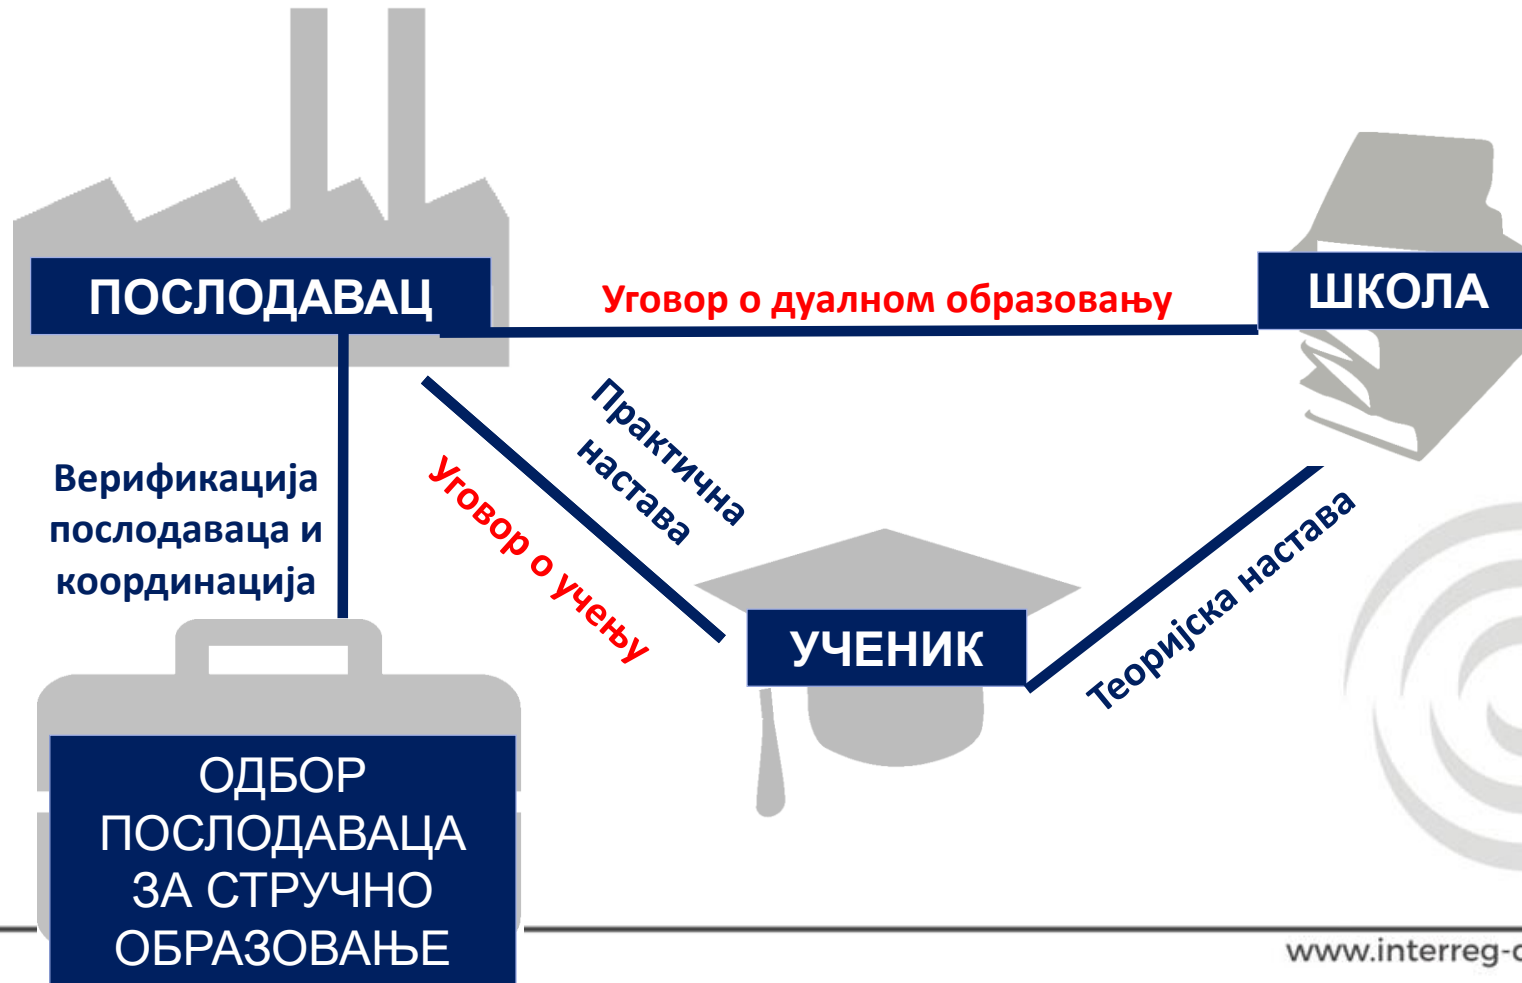 ПОСЛОДАВАЦ
Уговор о дуалном образовању
ШКОЛА
Практична
настава
Уговор о учењу
Верификација
послодаваца и
координација
Теоријска настава
УЧЕНИК
ОДБОР
ПОСЛОДАВАЦА
ЗА СТРУЧНО
ОБРАЗОВАЊЕ
www.interreg-c